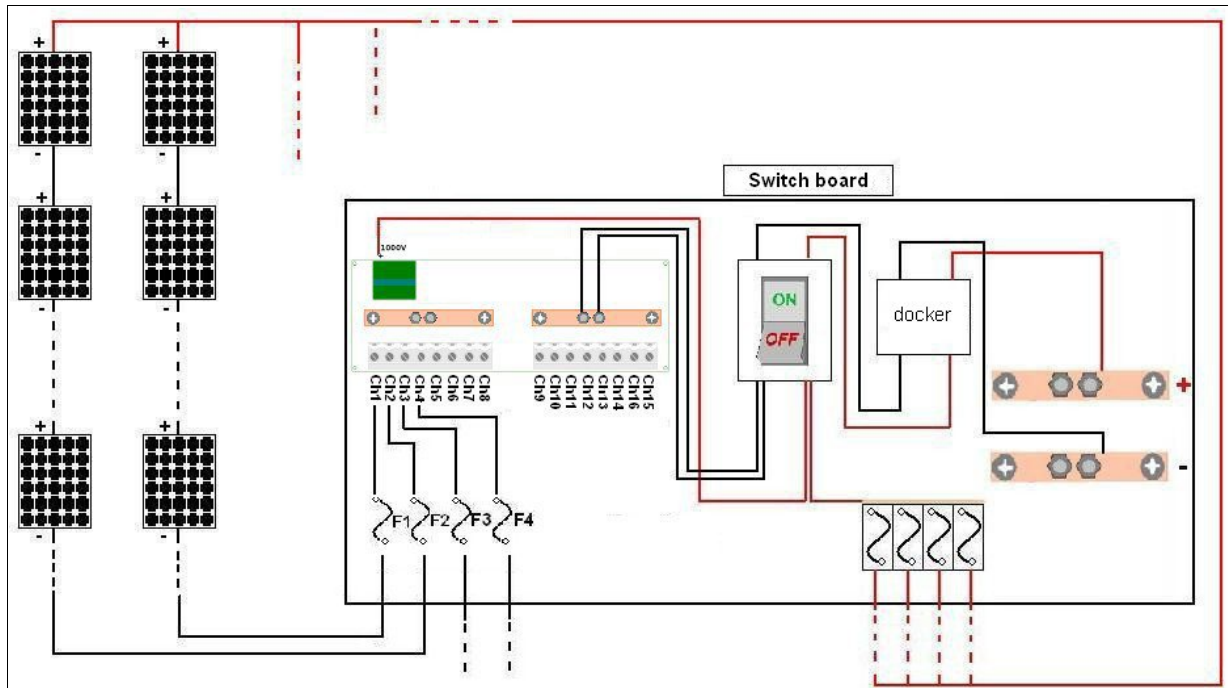 + +
- -
+ +
- -
+ +
- -
Switch board
1000V
+
ON
OFF
docker
+
-
Ch1 Ch2 Ch3 Ch4 Ch5 Ch6 Ch7 Ch8
Ch9 Ch10 Ch11 Ch12 Ch13 Ch14 Ch16 Ch15
F1 F2 F3 F4